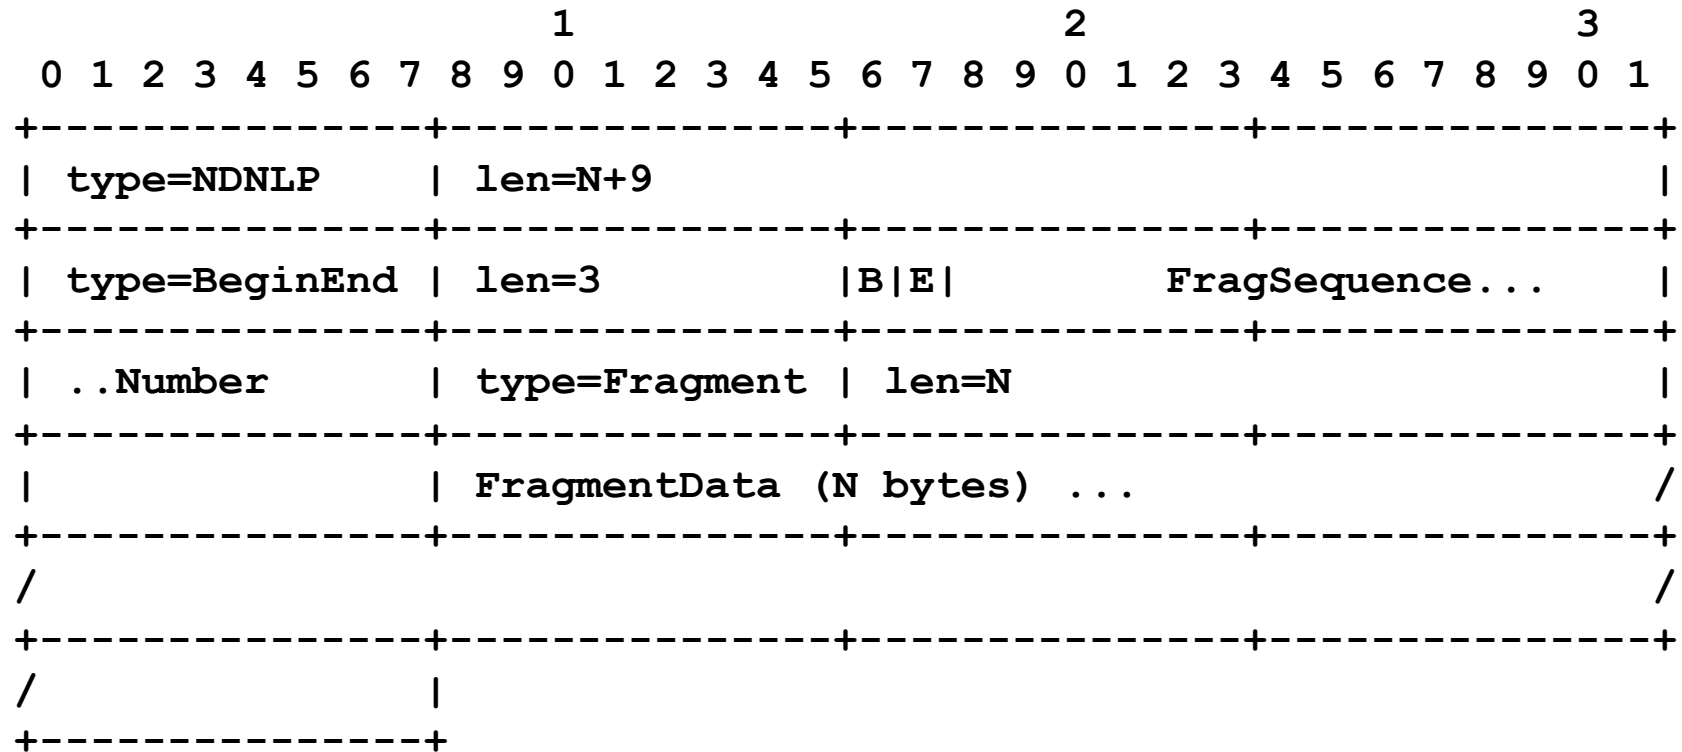 1                   2                   3
 0 1 2 3 4 5 6 7 8 9 0 1 2 3 4 5 6 7 8 9 0 1 2 3 4 5 6 7 8 9 0 1
+---------------+---------------+---------------+---------------+
| type=NDNLP    | len=N+9                                       |
+---------------+---------------+---------------+---------------+
| type=BeginEnd | len=3         |B|E|        FragSequence...    |
+---------------+---------------+---------------+---------------+
| ..Number      | type=Fragment | len=N                         |
+---------------+---------------+---------------+---------------+
|               | FragmentData (N bytes) ...                    /
+---------------+---------------+---------------+---------------+
/                                                               /
+---------------+---------------+---------------+---------------+
/               |
+---------------+